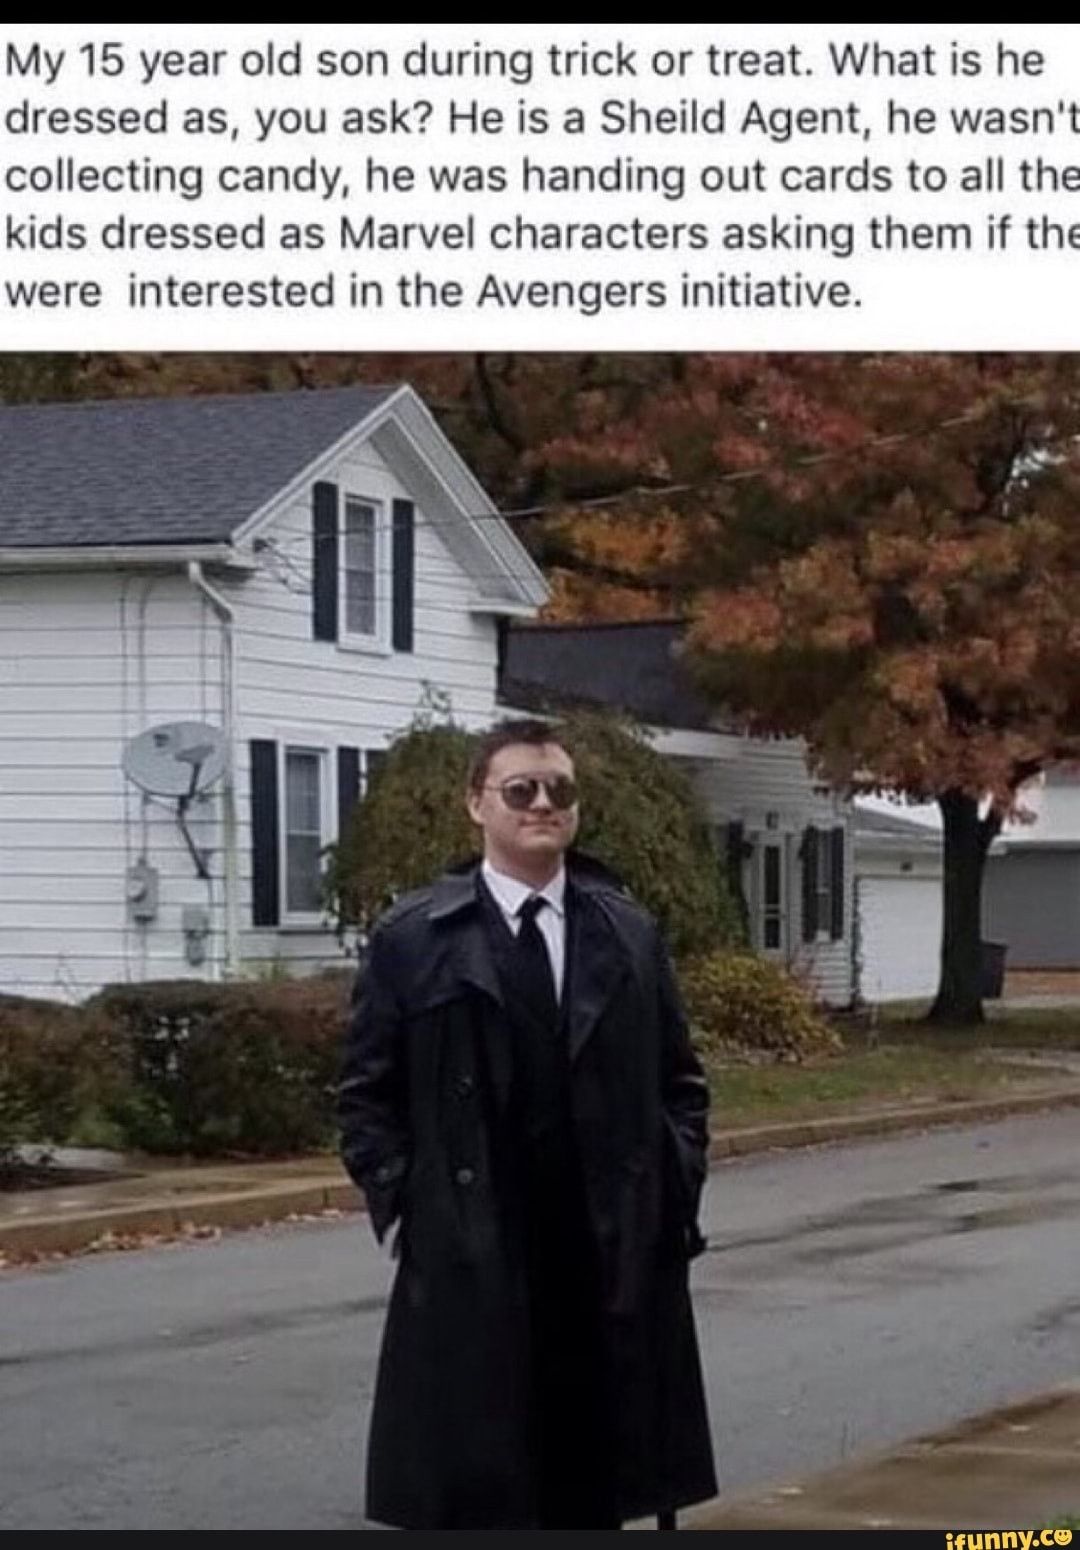 My 15 year old son during trick or treat. What is he
dressed as, you ask? He is a Sheild Agent, he wasn't
collecting candy, he was handing out cards to all the
kids dressed as Marvel characters asking them if the
were interested in the Avengers initiative.
ifunny.co